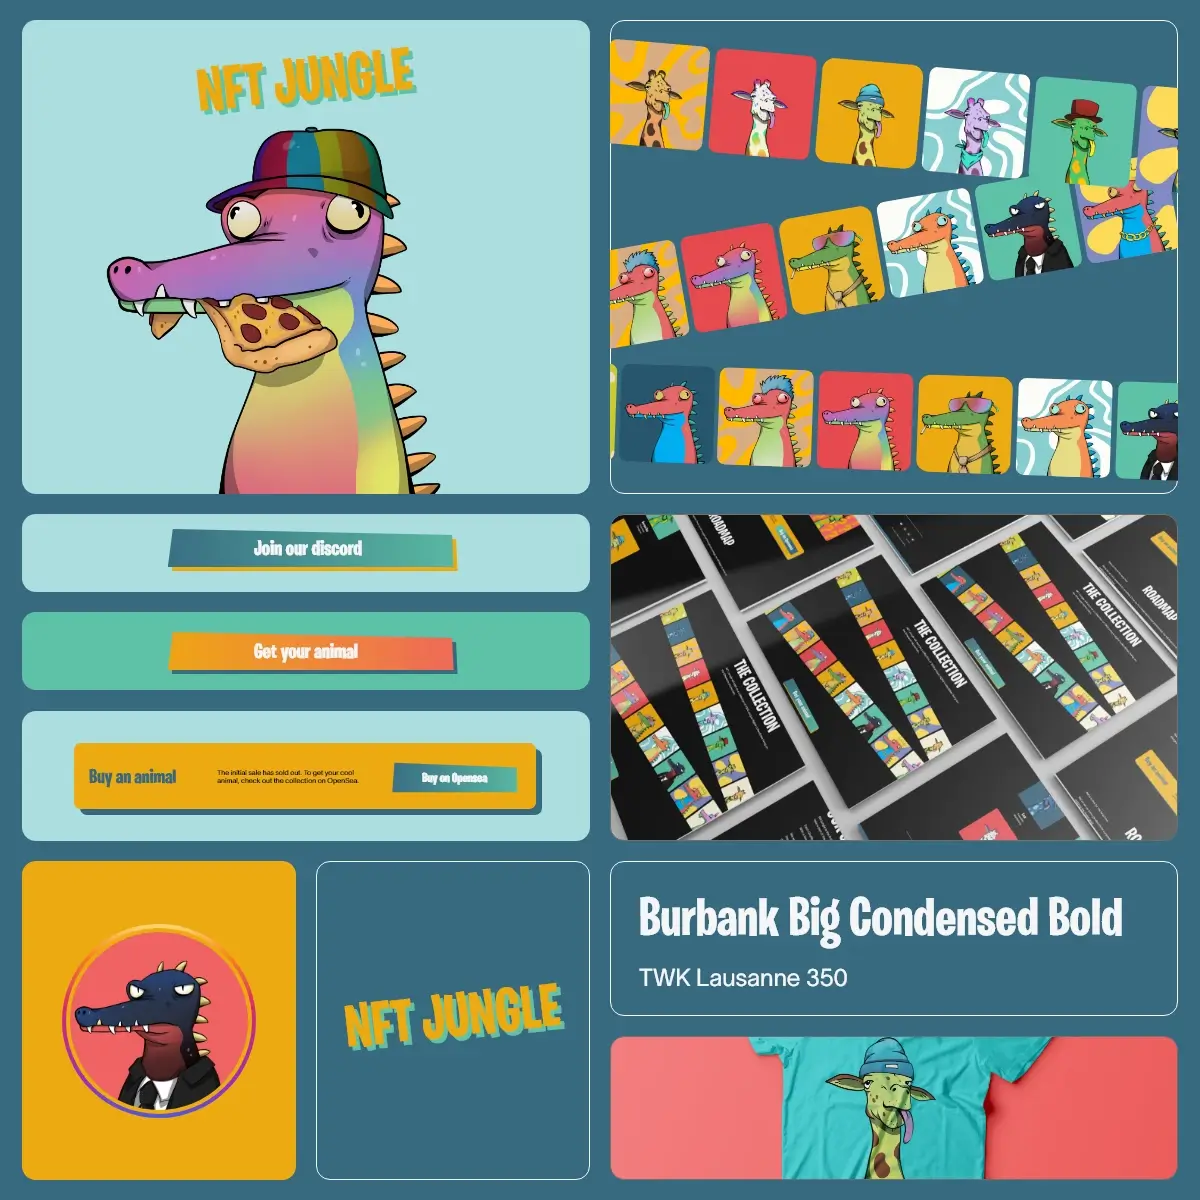 NFT JUNGLE
Join our discord
Get your animal
Buy an animal
The initial sale has sold out. To get your cool
animal, check out the collection on OpenSea.
Buy on Opensea
ROADMAP
THE COLLECTION
THE COLLECTION
THE COLLECTION
ROADMAP
NFT JUNGLE
Burbank Big Condensed Bold
TWK Lausanne 350